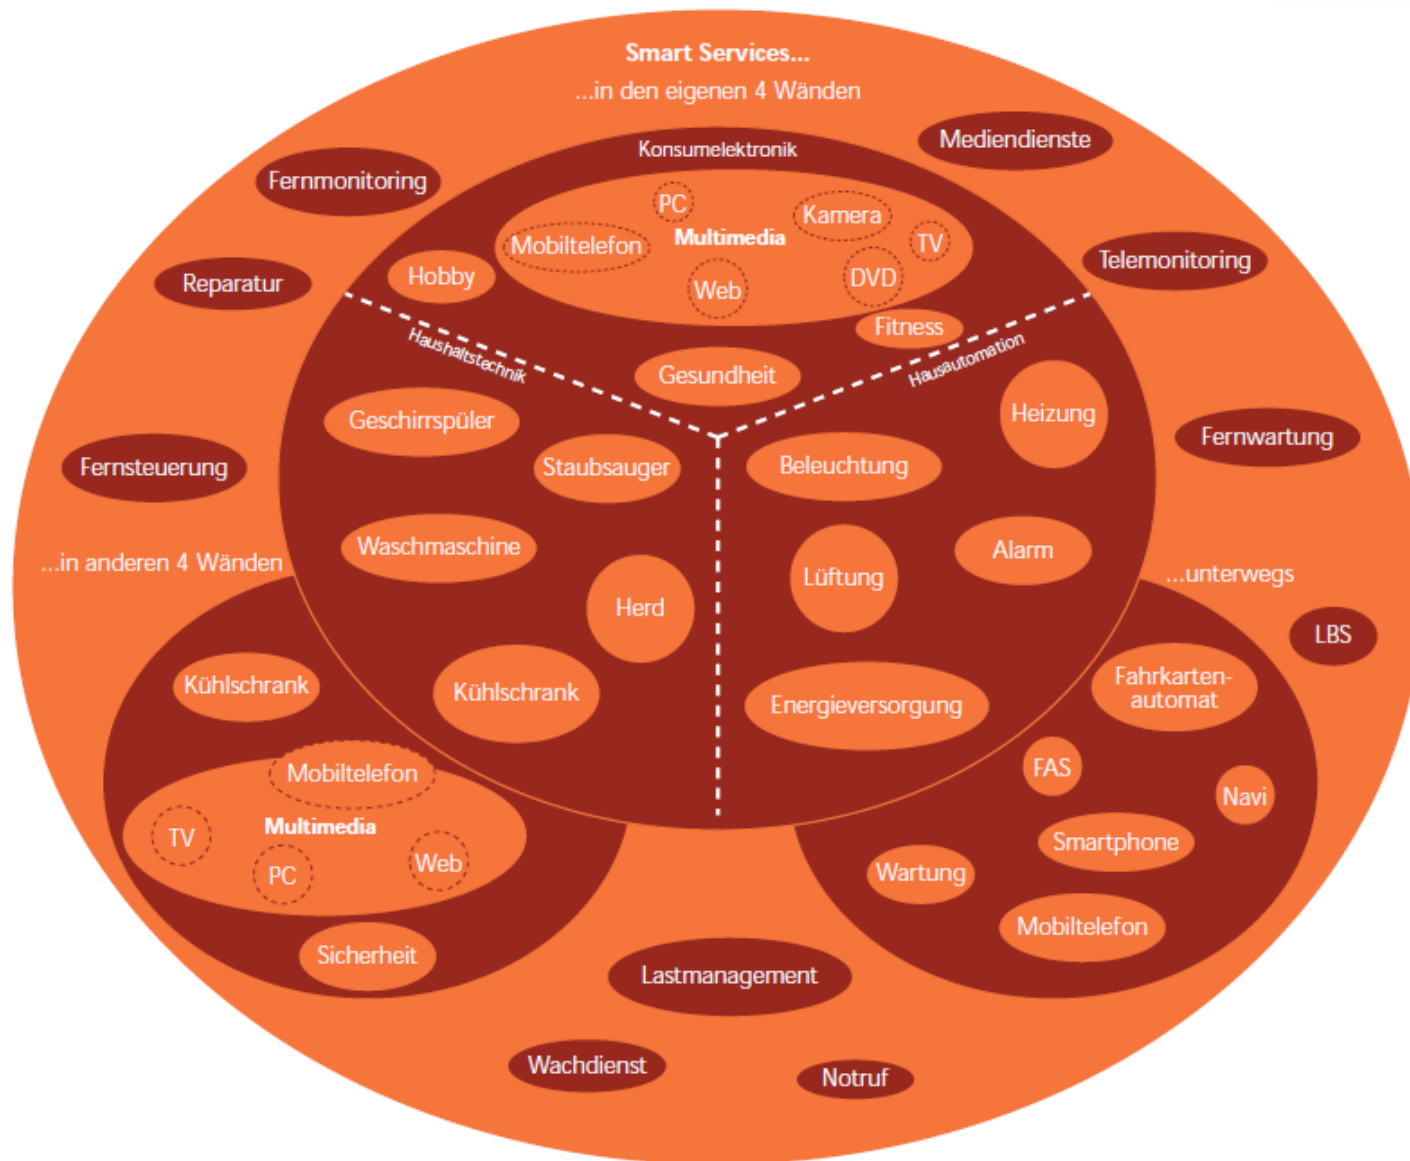 Smart Services...
...in den eigenen 4 Wänden
Mediendienste
Konsumelektronik
Fernmonitoring
PC
Kamera
Mobiltelefon
Multimedia
TV
Telemonitoring
Hobby
Web
DVD
Reparatur
Fitness
Haushaltstechnik
Hausautomation
Gesundheit
Heizung
Geschirrspüler
Fernwartung
Fernsteuerung
Staubsauger
Beleuchtung
Waschmaschine
Alarm
...in anderen 4 Wänden
Lüftung
...unterwegs
Herd
LBS
Kühlschrank
Kühlschrank
Fahrkarten-
automat
Energieversorgung
Mobiltelefon
FAS
Navi
TV
Multimedia
Smartphone
PC
Web
Wartung
Mobiltelefon
Sicherheit
Lastmanagement
Wachdienst
Notruf